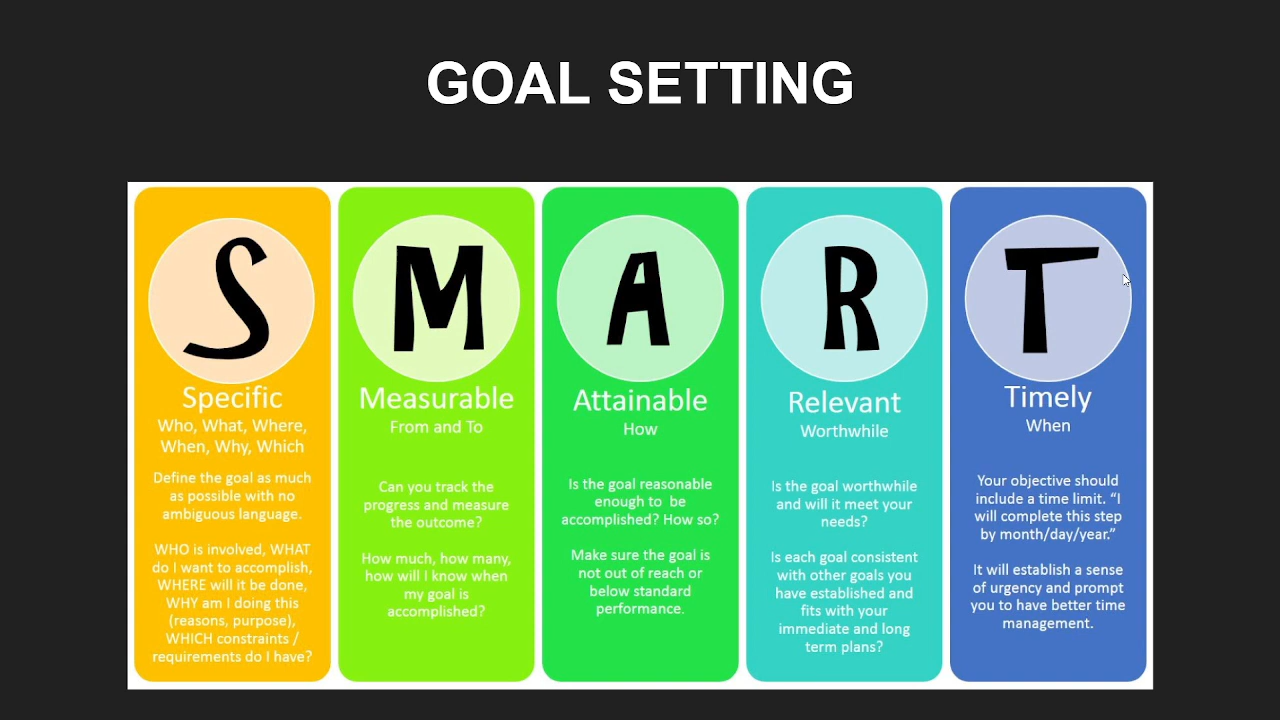 GOAL SETTING
S
Specific
Who, What, Where,
When, Why, Which
Define the goal as much
as possible with no
ambiguous language.
WHO is involved, WHAT
do I want to accomplish,
WHERE will it be done,
WHY am I doing this
(reasons, purpose),
WHICH constraints /
requirements do I have?
M
Measurable
From and To
Can you track the
progress and measure
the outcome?
How much, how many,
how will I know when
my goal is
accomplished?
A
Attainable
How
Is the goal reasonable
enough to be
accomplished? How so?
Make sure the goal is
not out of reach or
below standard
performance.
R
Relevant
Worthwhile
Is the goal worthwhile
and will it meet your
needs?
Is each goal consistent
with other goals you
have established and
fits with your
immediate and long
term plans?
T
Timely
When
Your objective should
include a time limit. “I
will complete this step
by month/day/year.”
It will establish a sense
of urgency and prompt
you to have better time
management.